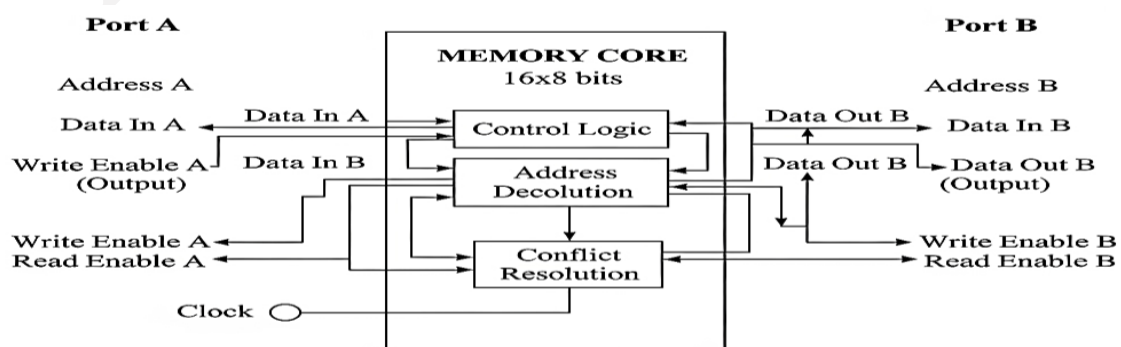 Port A
Port B
MEMORY CORE
16x8 bits
Address A
Address B
Data In A
Data In A
Control Logic
Data Out B
Data In B
Write Enable A
(Output)
Data In B
Address
Decolution
Data Out B
Data Out B
(Output)
Write Enable A
Read Enable A
Conflict
Resolution
Write Enable B
Read Enable B
Clock